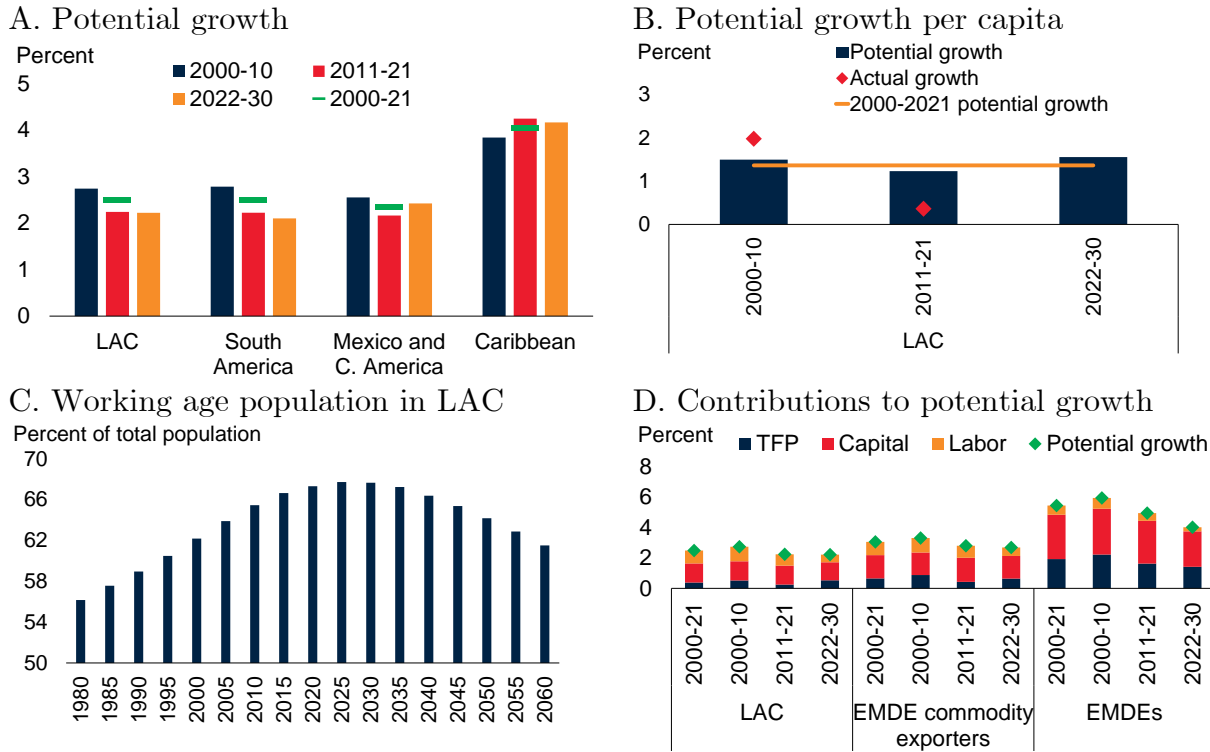 A. Potential growth
Percent
2000-10
2011-21
2022-30
2000-21
5
4
3
2
1
0
LAC
South
America
Mexico and
C. America
Caribbean
B. Potential growth per capita
Percent
Potential growth
Actual growth
2000-2021 potential growth
3
2
1
0
2000-10
2011-21
2022-30
LAC
C. Working age population in LAC
Percent of total population
70
66
62
58
54
50
1980
1985
1990
1995
2000
2005
2010
2015
2020
2025
2030
2035
2040
2045
2050
2055
2060
D. Contributions to potential growth
Percent
TFP
Capital
Labor
Potential growth
8
6
4
2
0
2000-21
2000-10
2011-21
2022-30
2000-21
2000-10
2011-21
2022-30
2000-21
2000-10
2011-21
2022-30
LAC
EMDE commodity
exporters
EMDEs